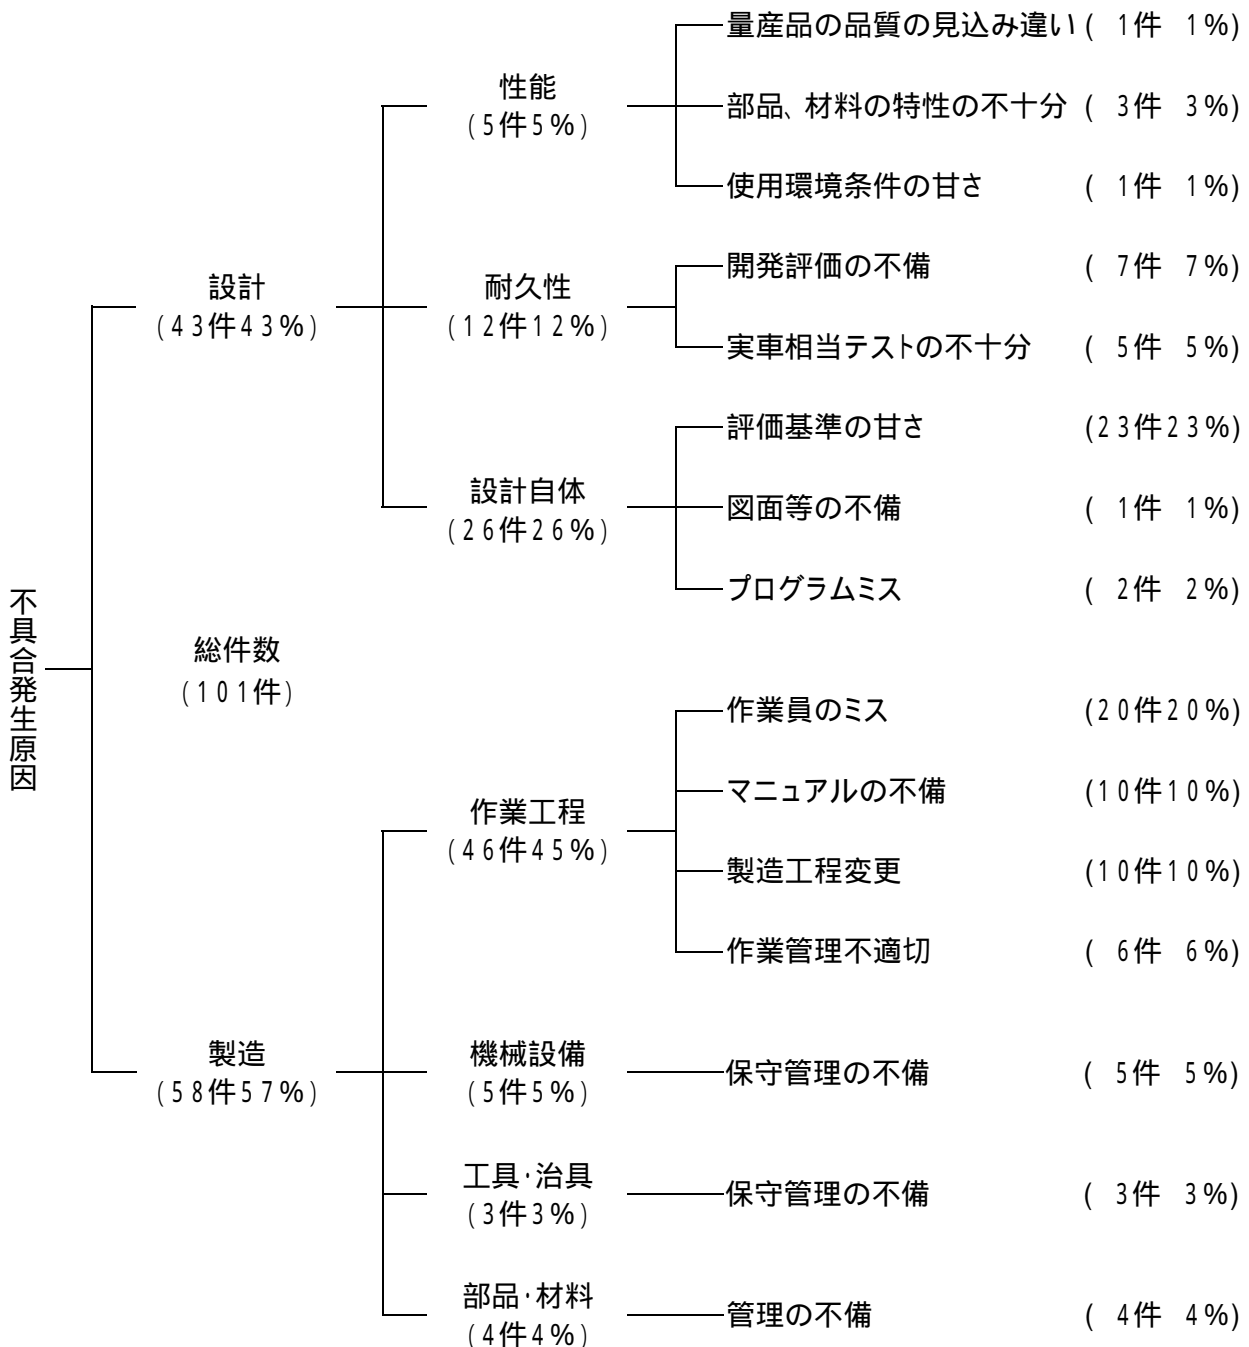 不具合発生原因
総件数
(101件)
設計
(43件43%)
性能
(5件5%)
量産品の品質の見込み違い ( 1件 1%)
部品、材料の特性の不十分 ( 3件 3%)
使用環境条件の甘さ ( 1件 1%)
耐久性
(12件12%)
開発評価の不備 ( 7件 7%)
実車相当テストの不十分 ( 5件 5%)
設計自体
(26件26%)
評価基準の甘さ (23件23%)
図面等の不備 ( 1件 1%)
プログラムミス ( 2件 2%)
製造
(58件57%)
作業工程
(46件45%)
作業員のミス (20件20%)
マニュアルの不備 (10件10%)
製造工程変更 (10件10%)
作業管理不適切 ( 6件 6%)
機械設備
(5件5%)
保守管理の不備 ( 5件 5%)
工具・治具
(3件3%)
保守管理の不備 ( 3件 3%)
部品・材料
(4件4%)
管理の不備 ( 4件 4%)